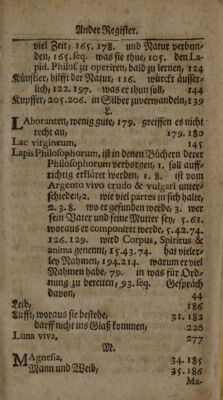 Ander Register.
viel Zeit, 165. 178. und Natur verbun-
den, 165. seq. was sie thue, 105. den La-
pid. Philos. zu operiren, bald zu lernen, 124
Künstler, hilfft der Natur, 116. würckt äusser-
lich, 122. 197. was er thun soll, 144
Kupffer, 205. 206. in Silber zuverwandeln, 139
L.
Laboranten, wenig gute, 179. greiffen es nicht
recht an, 179. 180
Lac virgineum, 145
Lapis Philosophorum, ist in denen Büchern derer
Philosophorum verborgen, 1. soll auff-
richtig erkläret werden, 1. 8. ist vom
Argento vivo crudo & vulgari unter-
schieden, 2. wie viel partes in sich halte,
2. 3. 8. wo er gefunden werde, 3. wer
sein Vater und seine Mutter sey, 5. 61.
woraus er componiret werde, 5. 42. 74.
126. 129. wird Corpus, Spiritus &
anima genennt, 15. 43. 74. hat vieler-
ley Nahmen, 194. 214. warum er viel
Nahmen habe, 79. in was für Ord-
nung zu bereiten, 93. seq. Gespräch
davon, 44
Leib, 186
Lufft, woraus sie bestehe, 31. 182
darff nicht ins Glaß kommen, 220
Luna viva, 277
M.
Magnesia, 34. 185
Mann und Weib, 35. 186
Ma-